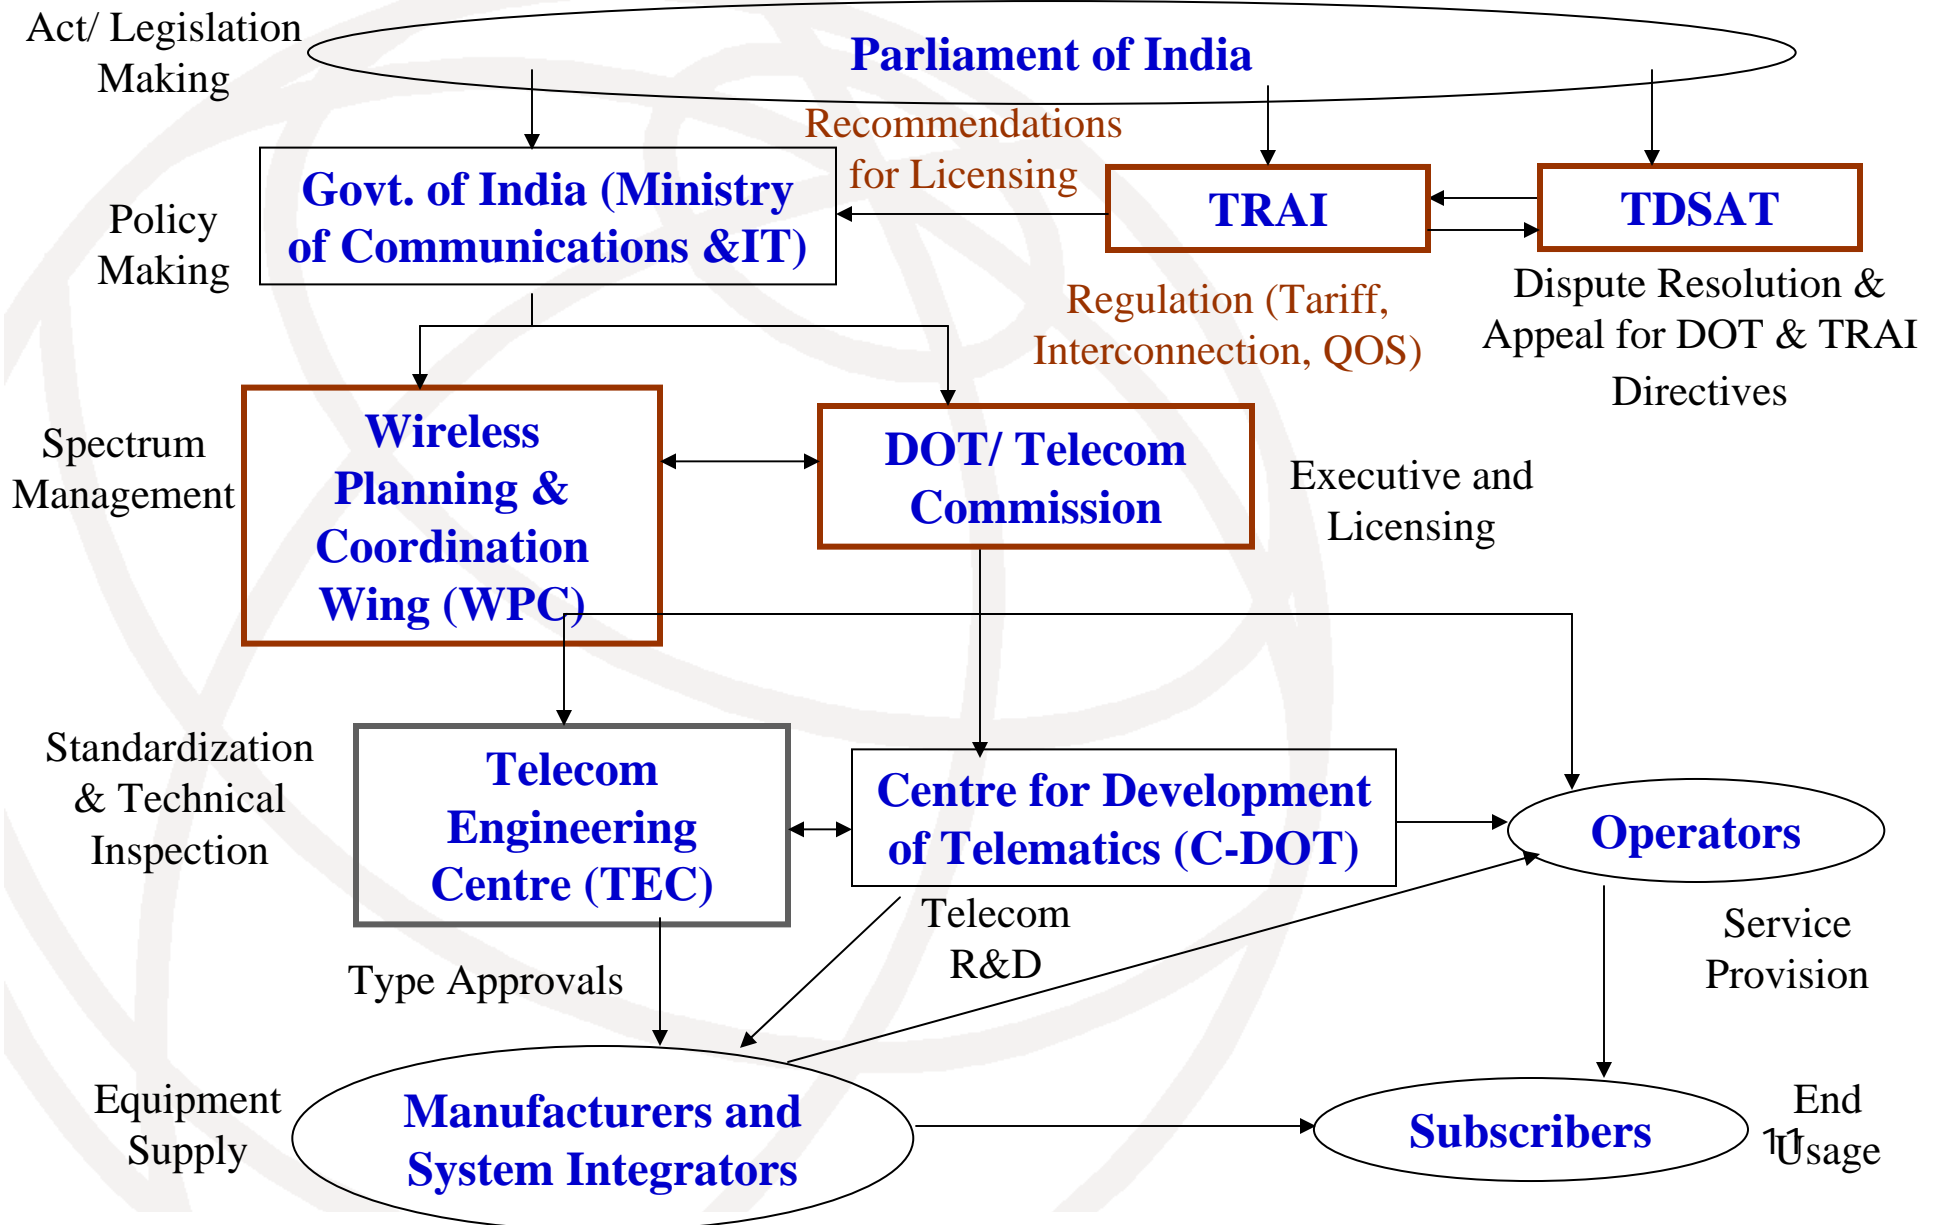 Act/ Legislation
Making
Parliament of India
Recommendations
for Licensing
Policy
Making
Govt. of India (Ministry
of Communications &IT)
TRAI
TDSAT
Regulation (Tariff,
Interconnection, QOS)
Dispute Resolution &
Appeal for DOT & TRAI
Directives
Spectrum
Management
Wireless
Planning &
Coordination
Wing (WPC)
DOT/ Telecom
Commission
Executive and
Licensing
Standardization
& Technical
Inspection
Telecom
Engineering
Centre (TEC)
Centre for Development
of Telematics (C-DOT)
Operators
Type Approvals
Telecom
R&D
Service
Provision
Equipment
Supply
Manufacturers and
System Integrators
Subscribers
End
Usage
11